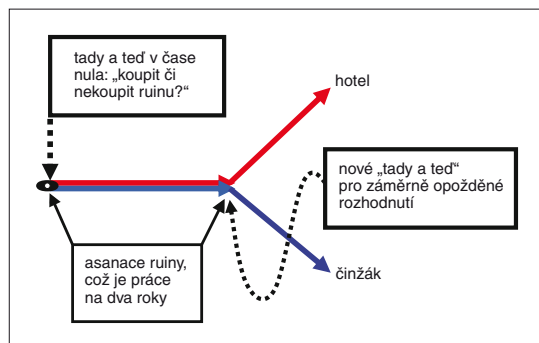 tady a teď v čase
nula: „koupit či
nekoupit ruinu?“
hotel
nové „tady a teď“
pro záměrně opožděné
rozhodnutí
asanace ruiny,
což je práce
na dva roky
činžák